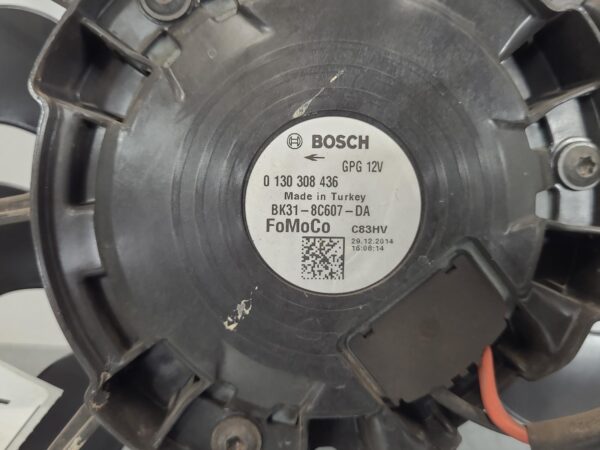 BOSCH
GPG 12V
0 130 308 436
Made in Turkey
BK31-8C607-DA
FoMoCo C83HV
29.12.2014
16:08:14